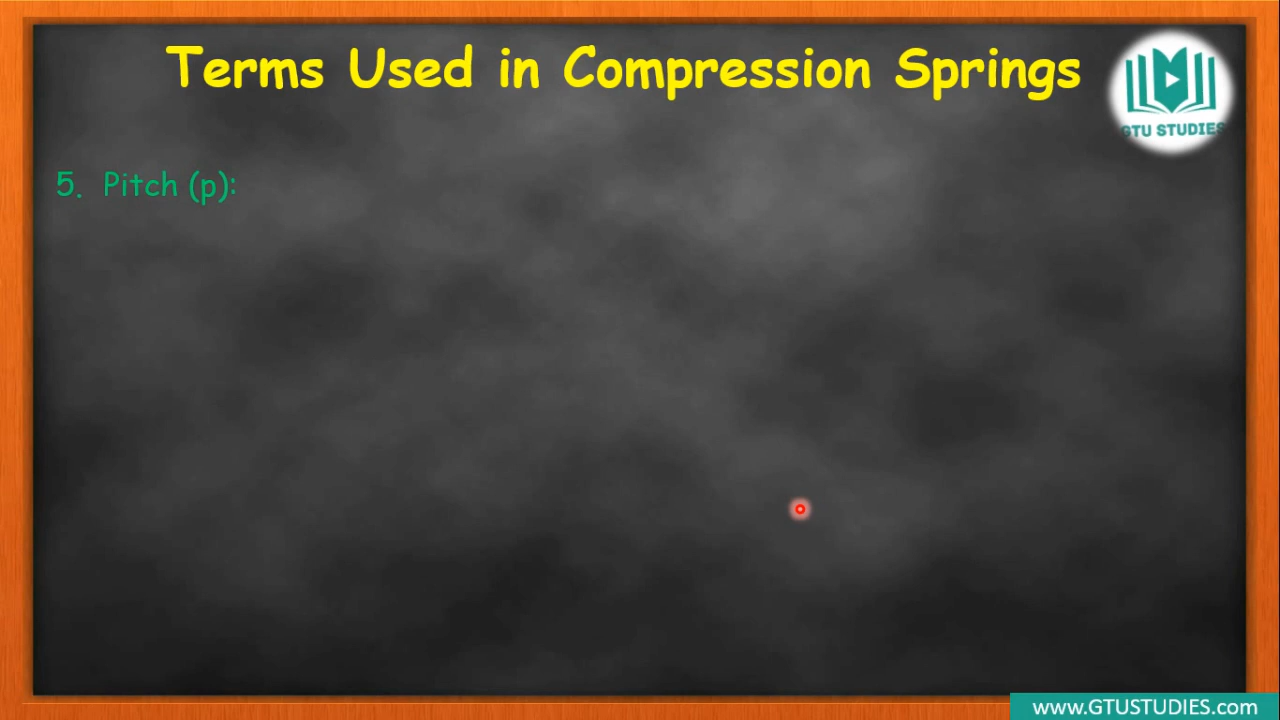 Terms Used in Compression Springs
GTU STUDIES
5. Pitch (p):
www.GTUSTUDIES.com